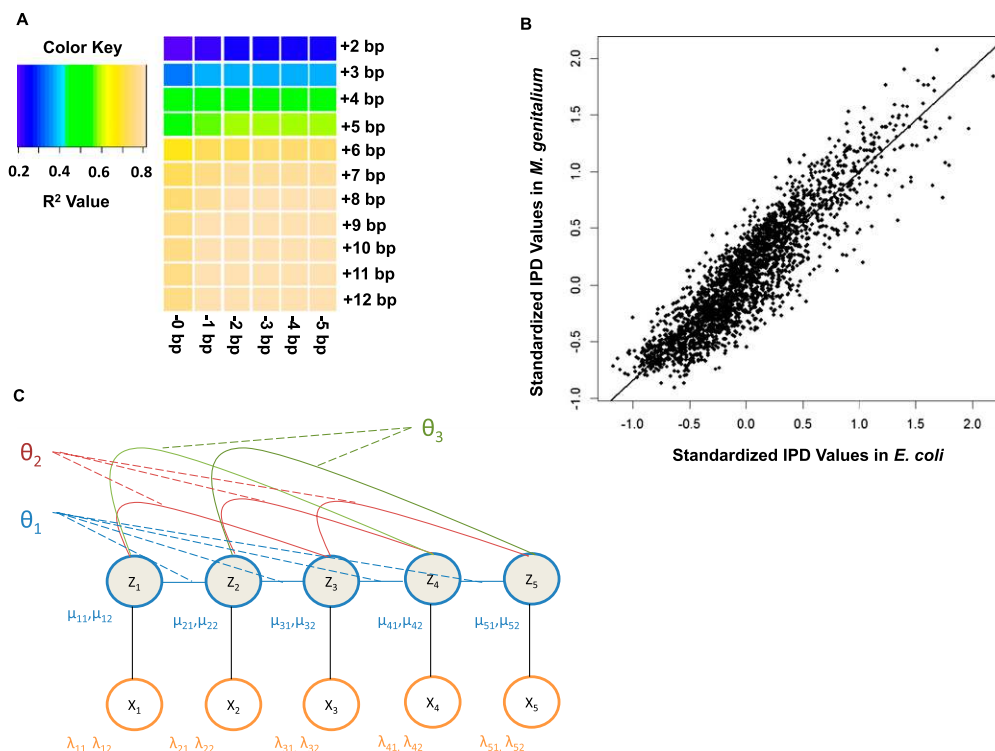 A
Color Key
0.2 0.4 0.6 0.8
R² Value
+2 bp
+3 bp
+4 bp
+5 bp
+6 bp
+7 bp
+8 bp
+9 bp
+10 bp
+11 bp
+12 bp
-0 bp
-1 bp
-2 bp
-3 bp
-4 bp
-5 bp
B
Standardized IPD Values in M. genitalium
2.0
1.5
1.0
0.5
0.0
-0.5
-1.0
-1.0 -0.5 0.0 0.5 1.0 1.5 2.0
Standardized IPD Values in E. coli
C
θ₃
θ₂
θ₁
Z₁ Z₂ Z₃ Z₄ Z₅
μ₁₁,μ₁₂ μ₂₁,μ₂₂ μ₃₁,μ₃₂ μ₄₁,μ₄₂ μ₅₁,μ₅₂
X₁ X₂ X₃ X₄ X₅
λ₁₁, λ₁₂ λ₂₁, λ₂₂ λ₃₁, λ₃₂ λ₄₁, λ₄₂ λ₅₁, λ₅₂